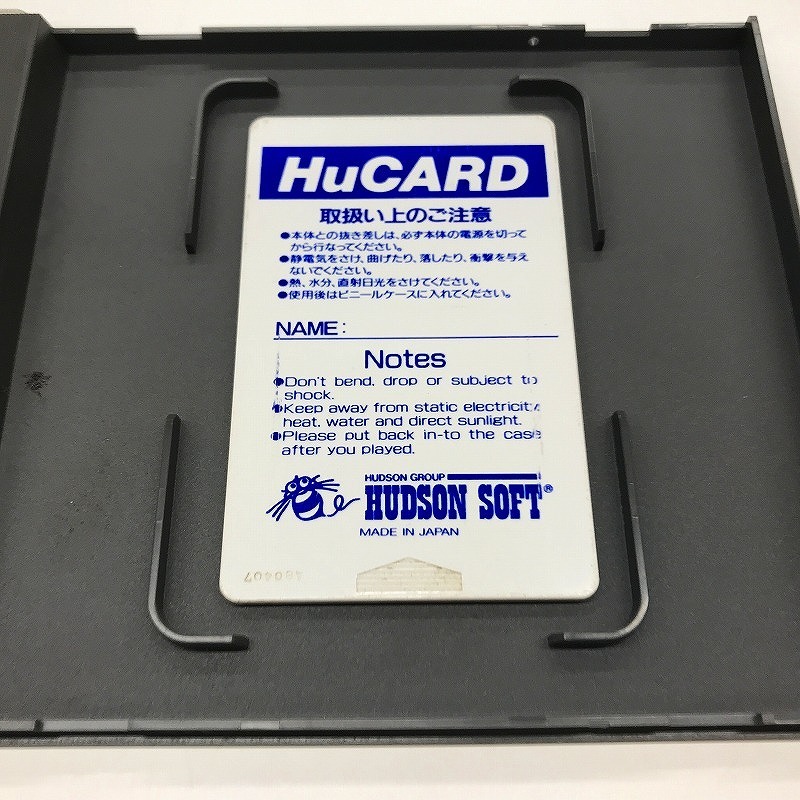 HuCARD
取扱い上のご注意
●本体との抜き差しは、必ず本体の電源を切って
から行なってください。
●静電気をさけ、曲げたり、落したり、衝撃を与え
ないでください。
●熱、水分、直射日光をさけてください。
●使用後はビニールケースに入れてください。
NAME:
Notes
●Don't bend, drop or subject to
shock.
●Keep away from static electricity,
heat, water and direct sunlight.
●Please put back in-to the case
after you played.
HUDSON GROUP
HUDSON SOFT®
MADE IN JAPAN
480407